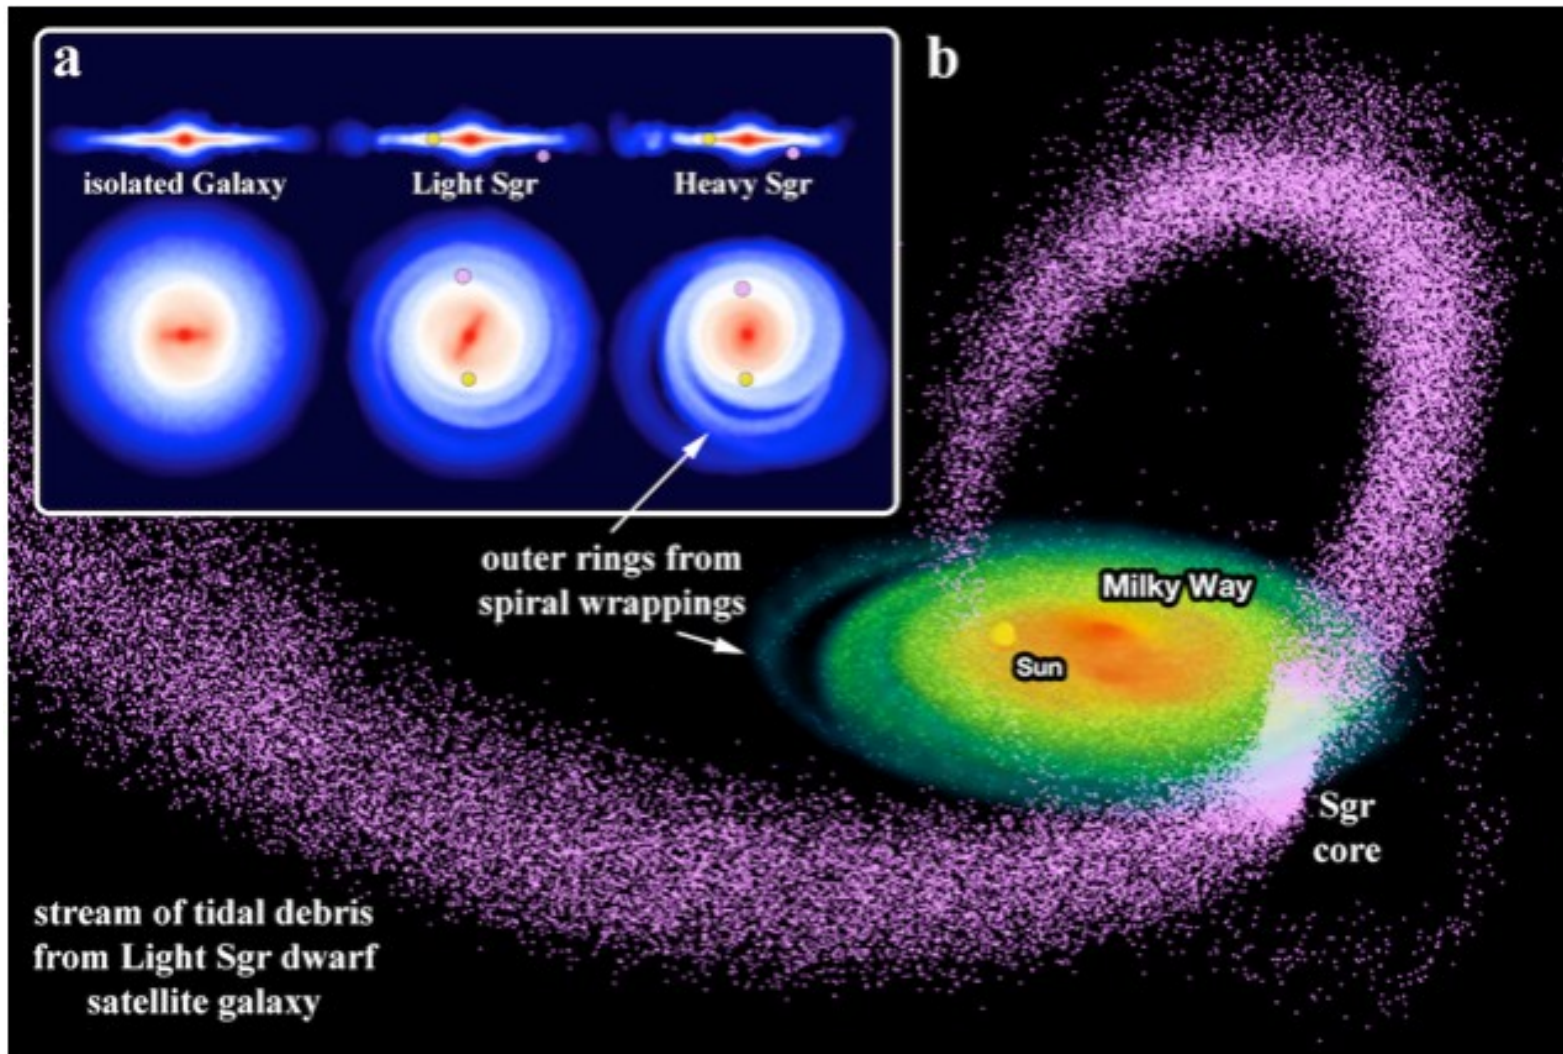 a
b
isolated Galaxy
Light Sgr
Heavy Sgr
outer rings from
spiral wrappings
Milky Way
Sun
Sgr
core
stream of tidal debris
from Light Sgr dwarf
satellite galaxy